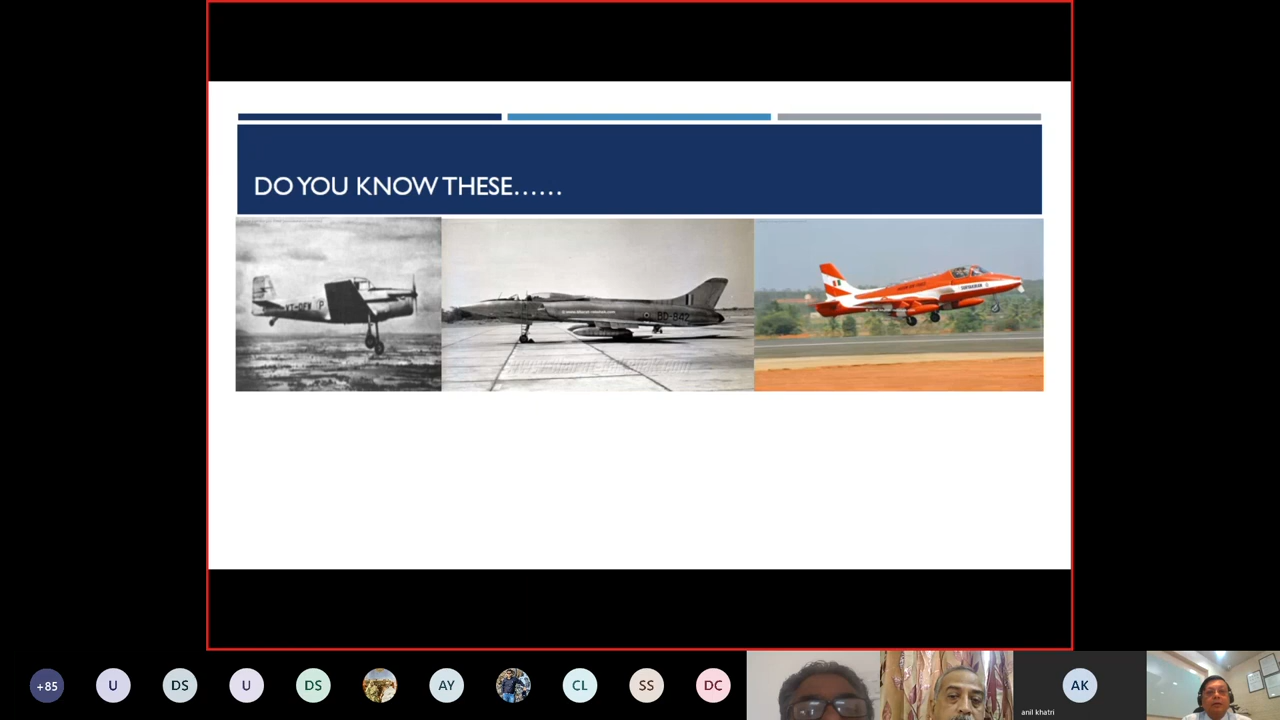 DO YOU KNOW THESE......
BD-842
+85
U
DS
U
DS
AY
CL
SS
DC
AK
anil khatri